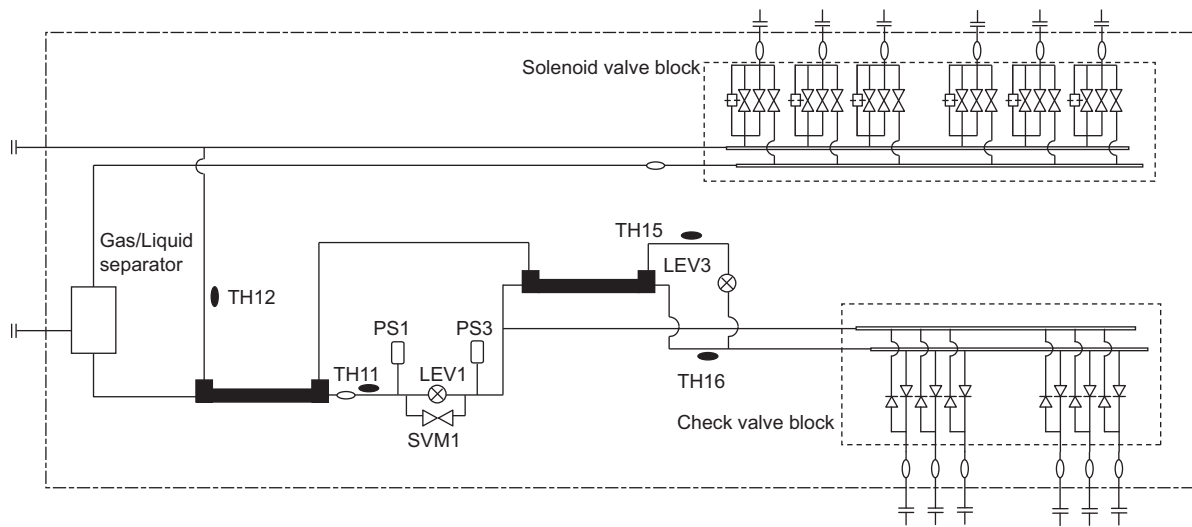 Solenoid valve block
Gas/Liquid
separator
TH12
TH15
LEV3
PS1
PS3
TH11
LEV1
TH16
SVM1
Check valve block